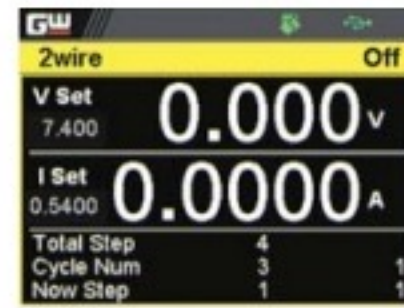 GW
2wire Off
V Set
7.400
0.000 V
I Set
0.5400
0.0000 A
Total Step 4
Cycle Num 3 1
Now Step 1 1